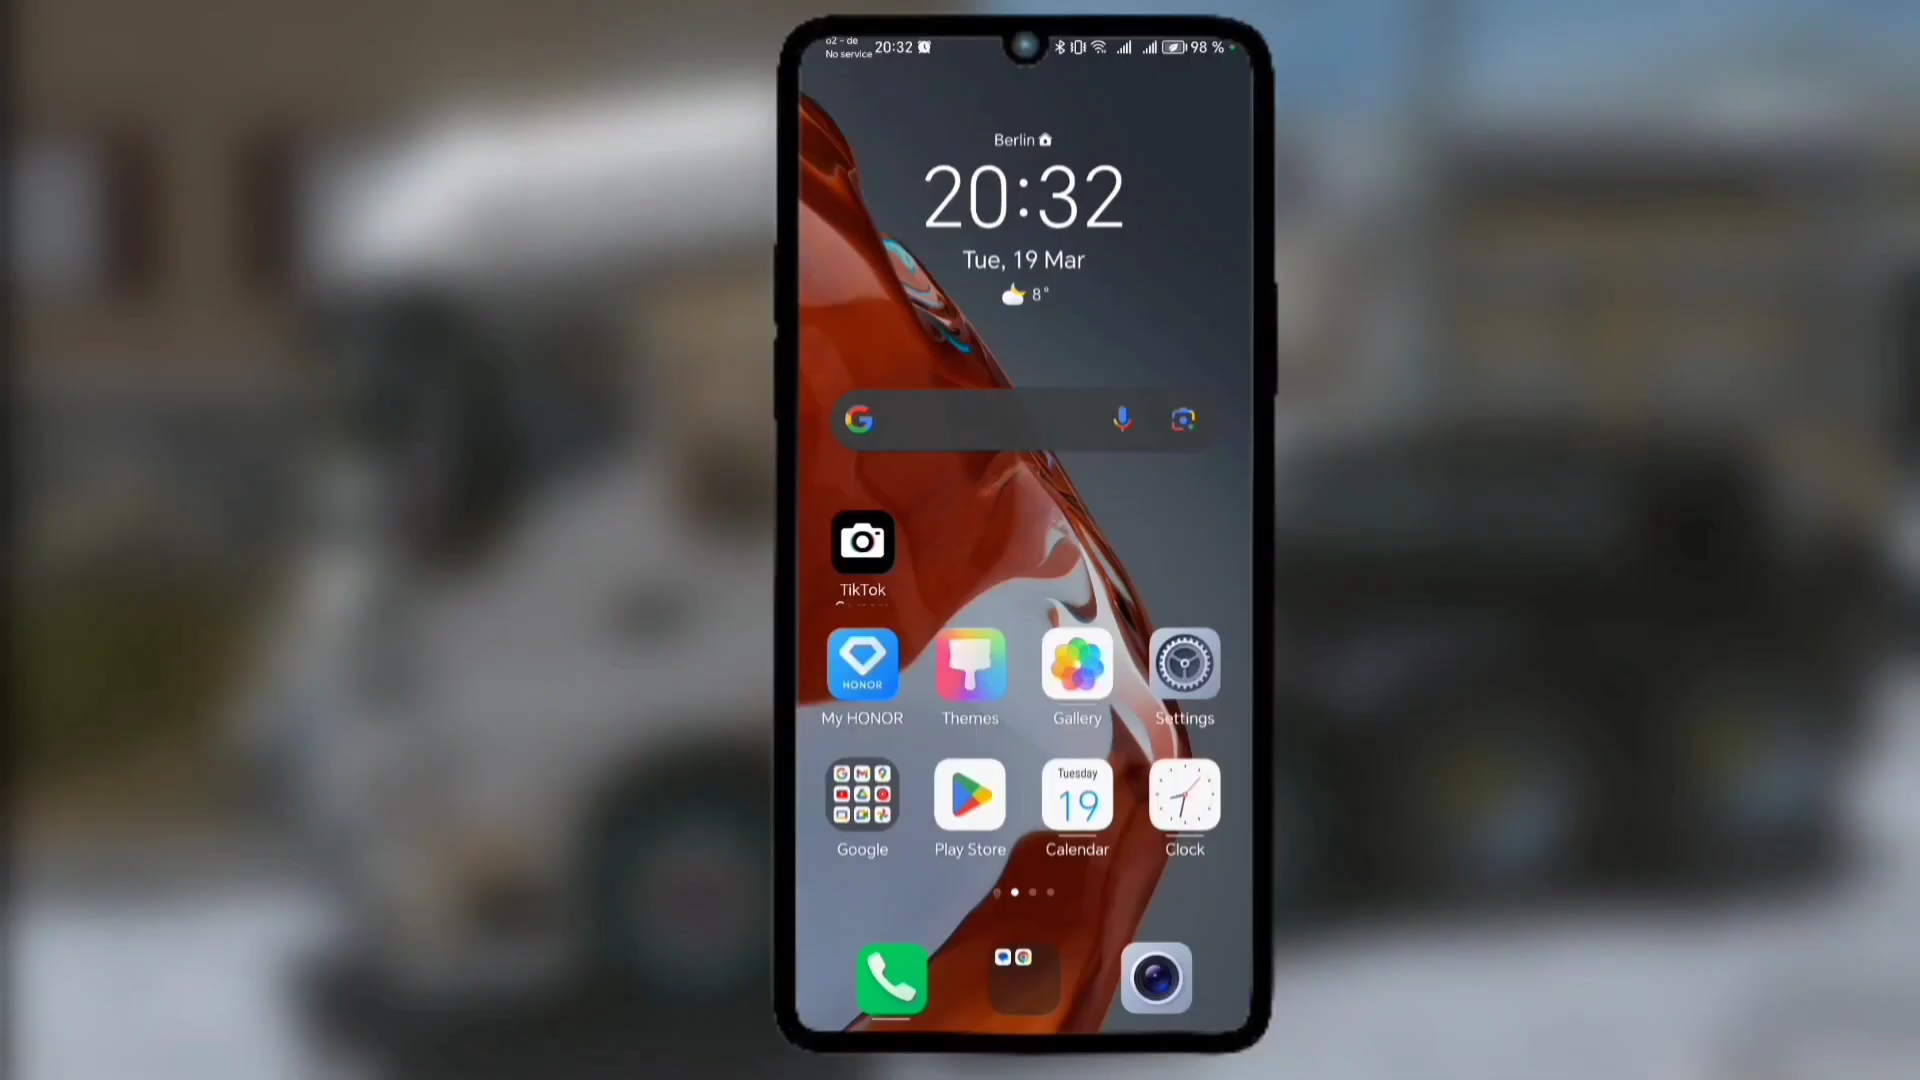 o2 - de
No service
20:32
98 %
Berlin
20:32
Tue, 19 Mar
8°
TikTok
HONOR
My HONOR
Themes
Gallery
Settings
Tuesday
19
Google
Play Store
Calendar
Clock